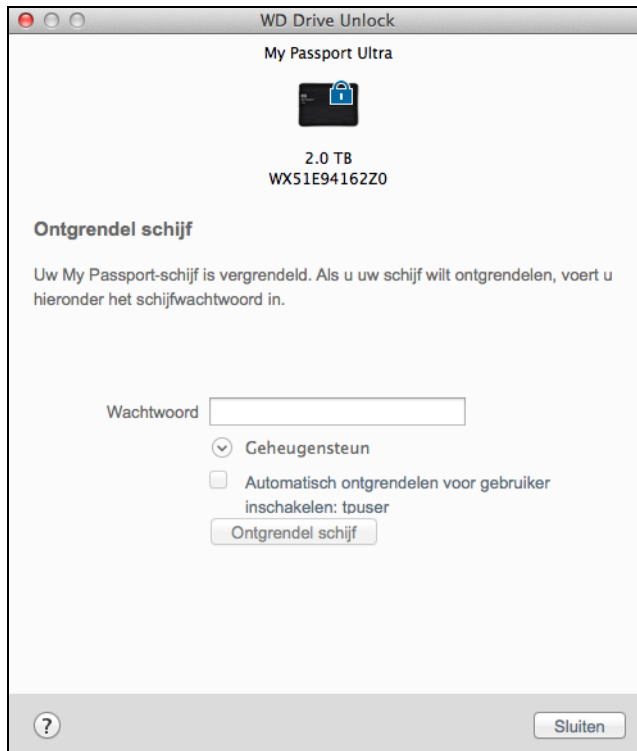 WD Drive Unlock
My Passport Ultra
2.0 TB
WX51E94162Z0
Ontgrendel schijf
Uw My Passport-schijf is vergrendeld. Als u uw schijf wilt ontgrendelen, voert u
hieronder het schijfwachtwoord in.
Wachtwoord
Geheugensteun
Automatisch ontgrendelen voor gebruiker
inschakelen: tpuser
Ontgrendel schijf
?
Sluiten